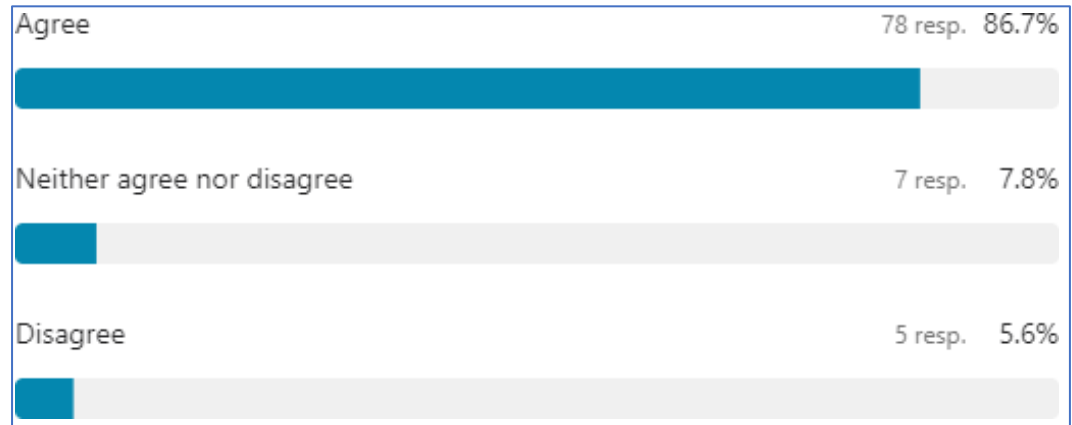 Agree 78 resp. 86.7%
Neither agree nor disagree 7 resp. 7.8%
Disagree 5 resp. 5.6%